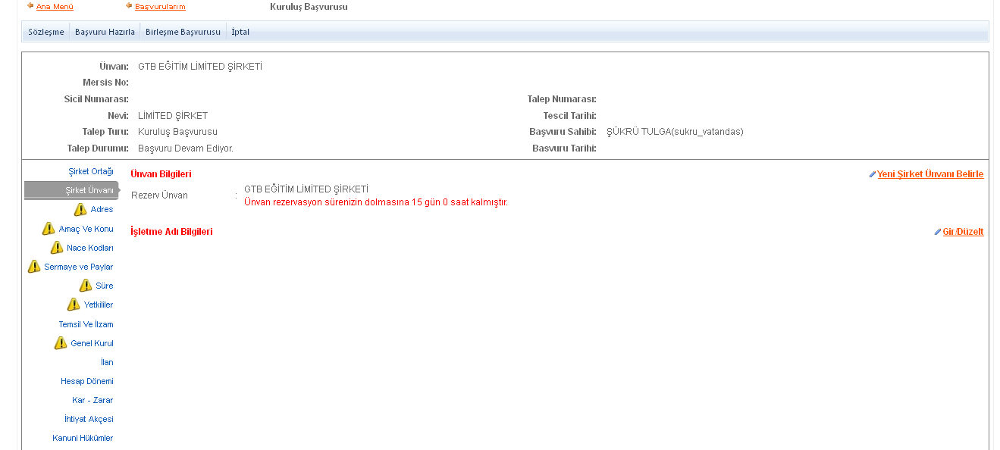 Ana Menü Başvurularım Kuruluş Başvurusu
Sözleşme Başvuru Hazırla Birleşme Başvurusu İptal
Ünvan: GTB EĞİTİM LİMİTED ŞİRKETİ
Mersis No:
Sicil Numarası: Talep Numarası:
Nevi: LİMİTED ŞİRKET Tescil Tarihi:
Talep Turu: Kuruluş Başvurusu Başvuru Sahibi: ŞÜKRÜ TULGA(sukru_vatandas)
Talep Durumu: Başvuru Devam Ediyor. Basvuru Tarihi:
Şirket Ortağı
Şirket Ünvanı
Adres
Amaç Ve Konu
Nace Kodları
Sermaye ve Paylar
Süre
Yetkililer
Temsil Ve İlzam
Genel Kurul
İlan
Hesap Dönemi
Kar - Zarar
İhtiyat Akçesi
Kanuni Hükümler
Ünvan Bilgileri Yeni Şirket Ünvanı Belirle
Rezerv Ünvan : GTB EĞİTİM LİMİTED ŞİRKETİ
Ünvan rezervasyon sürenizin dolmasına 15 gün 0 saat kalmıştır.
İşletme Adı Bilgileri Gir/Düzelt